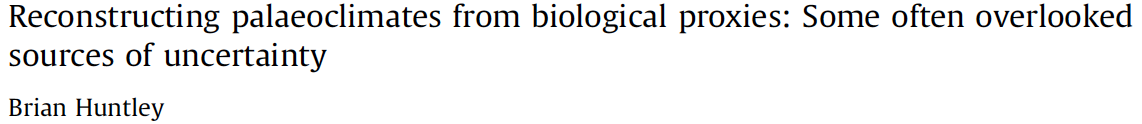 Reconstructing palaeoclimates from biological proxies: Some often overlooked
sources of uncertainty
Brian Huntley